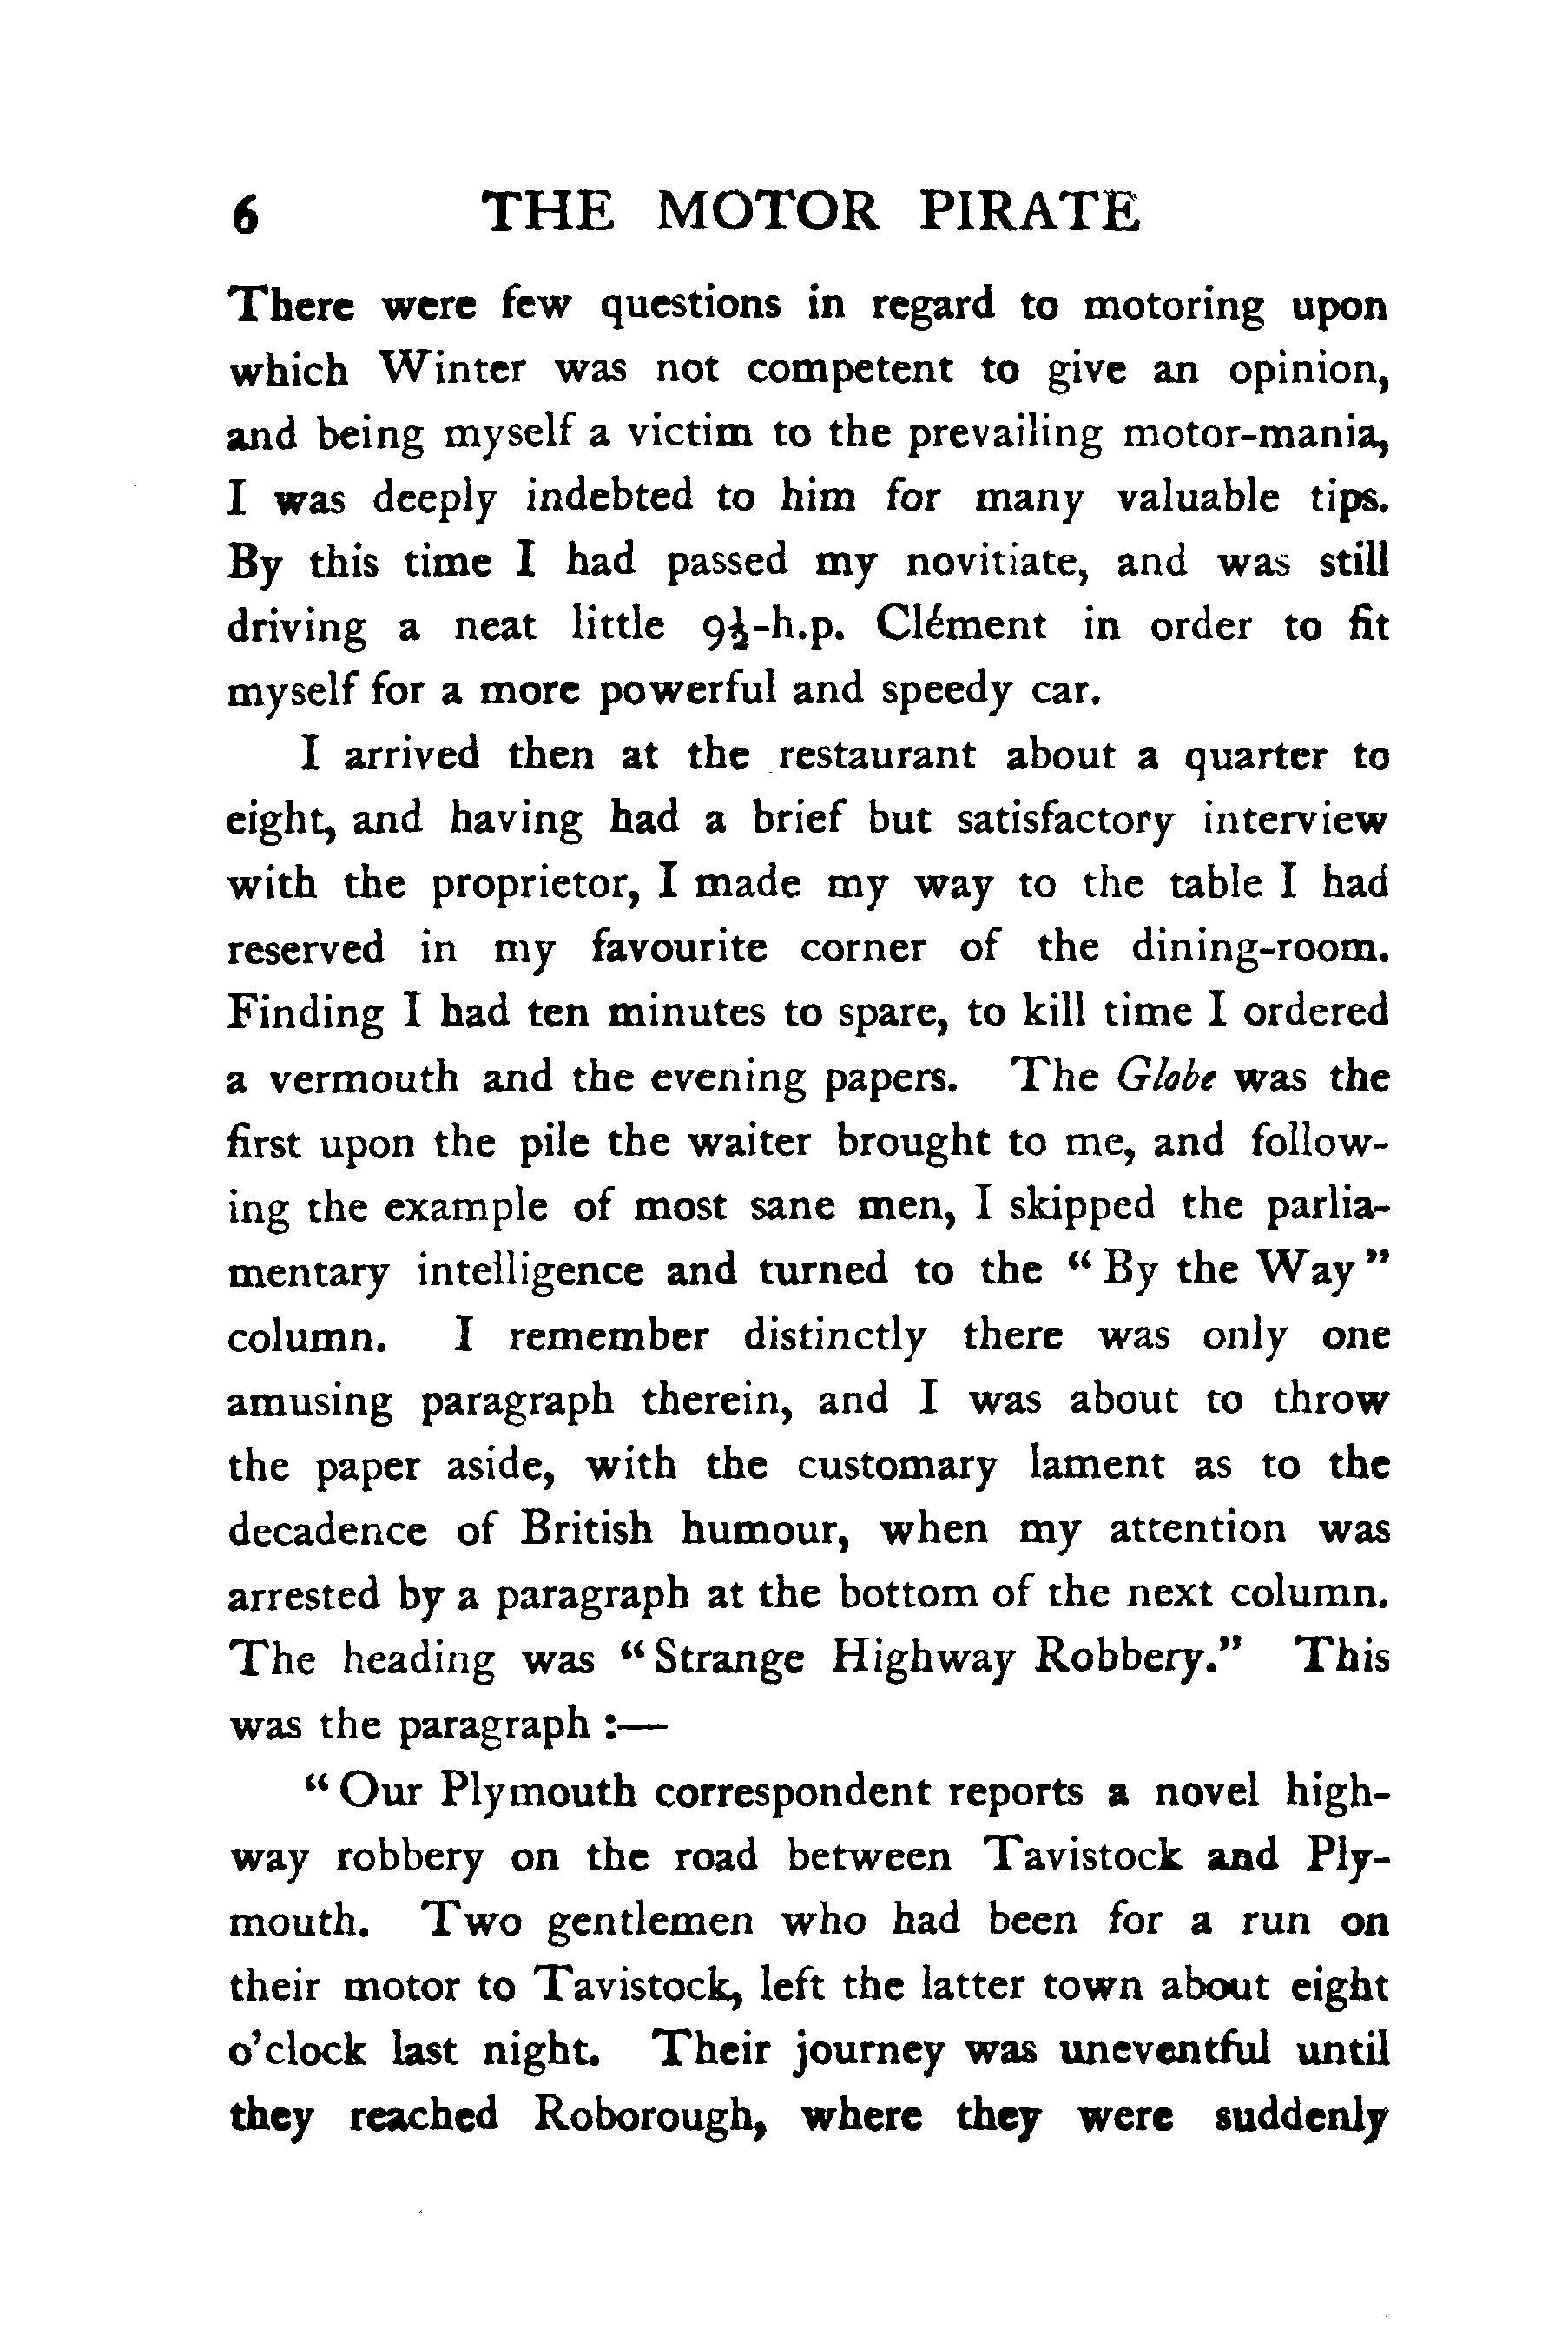 6 THE MOTOR PIRATE
There were few questions in regard to motoring upon
which Winter was not competent to give an opinion,
and being myself a victim to the prevailing motor-mania,
I was deeply indebted to him for many valuable tips.
By this time I had passed my novitiate, and was still
driving a neat little 9½-h.p. Clément in order to fit
myself for a more powerful and speedy car.
I arrived then at the restaurant about a quarter to
eight, and having had a brief but satisfactory interview
with the proprietor, I made my way to the table I had
reserved in my favourite corner of the dining-room.
Finding I had ten minutes to spare, to kill time I ordered
a vermouth and the evening papers. The Globe was the
first upon the pile the waiter brought to me, and follow-
ing the example of most sane men, I skipped the parlia-
mentary intelligence and turned to the “By the Way”
column. I remember distinctly there was only one
amusing paragraph therein, and I was about to throw
the paper aside, with the customary lament as to the
decadence of British humour, when my attention was
arrested by a paragraph at the bottom of the next column.
The heading was “Strange Highway Robbery.” This
was the paragraph :—
“Our Plymouth correspondent reports a novel high-
way robbery on the road between Tavistock and Ply-
mouth. Two gentlemen who had been for a run on
their motor to Tavistock, left the latter town about eight
o’clock last night. Their journey was uneventful until
they reached Roborough, where they were suddenly